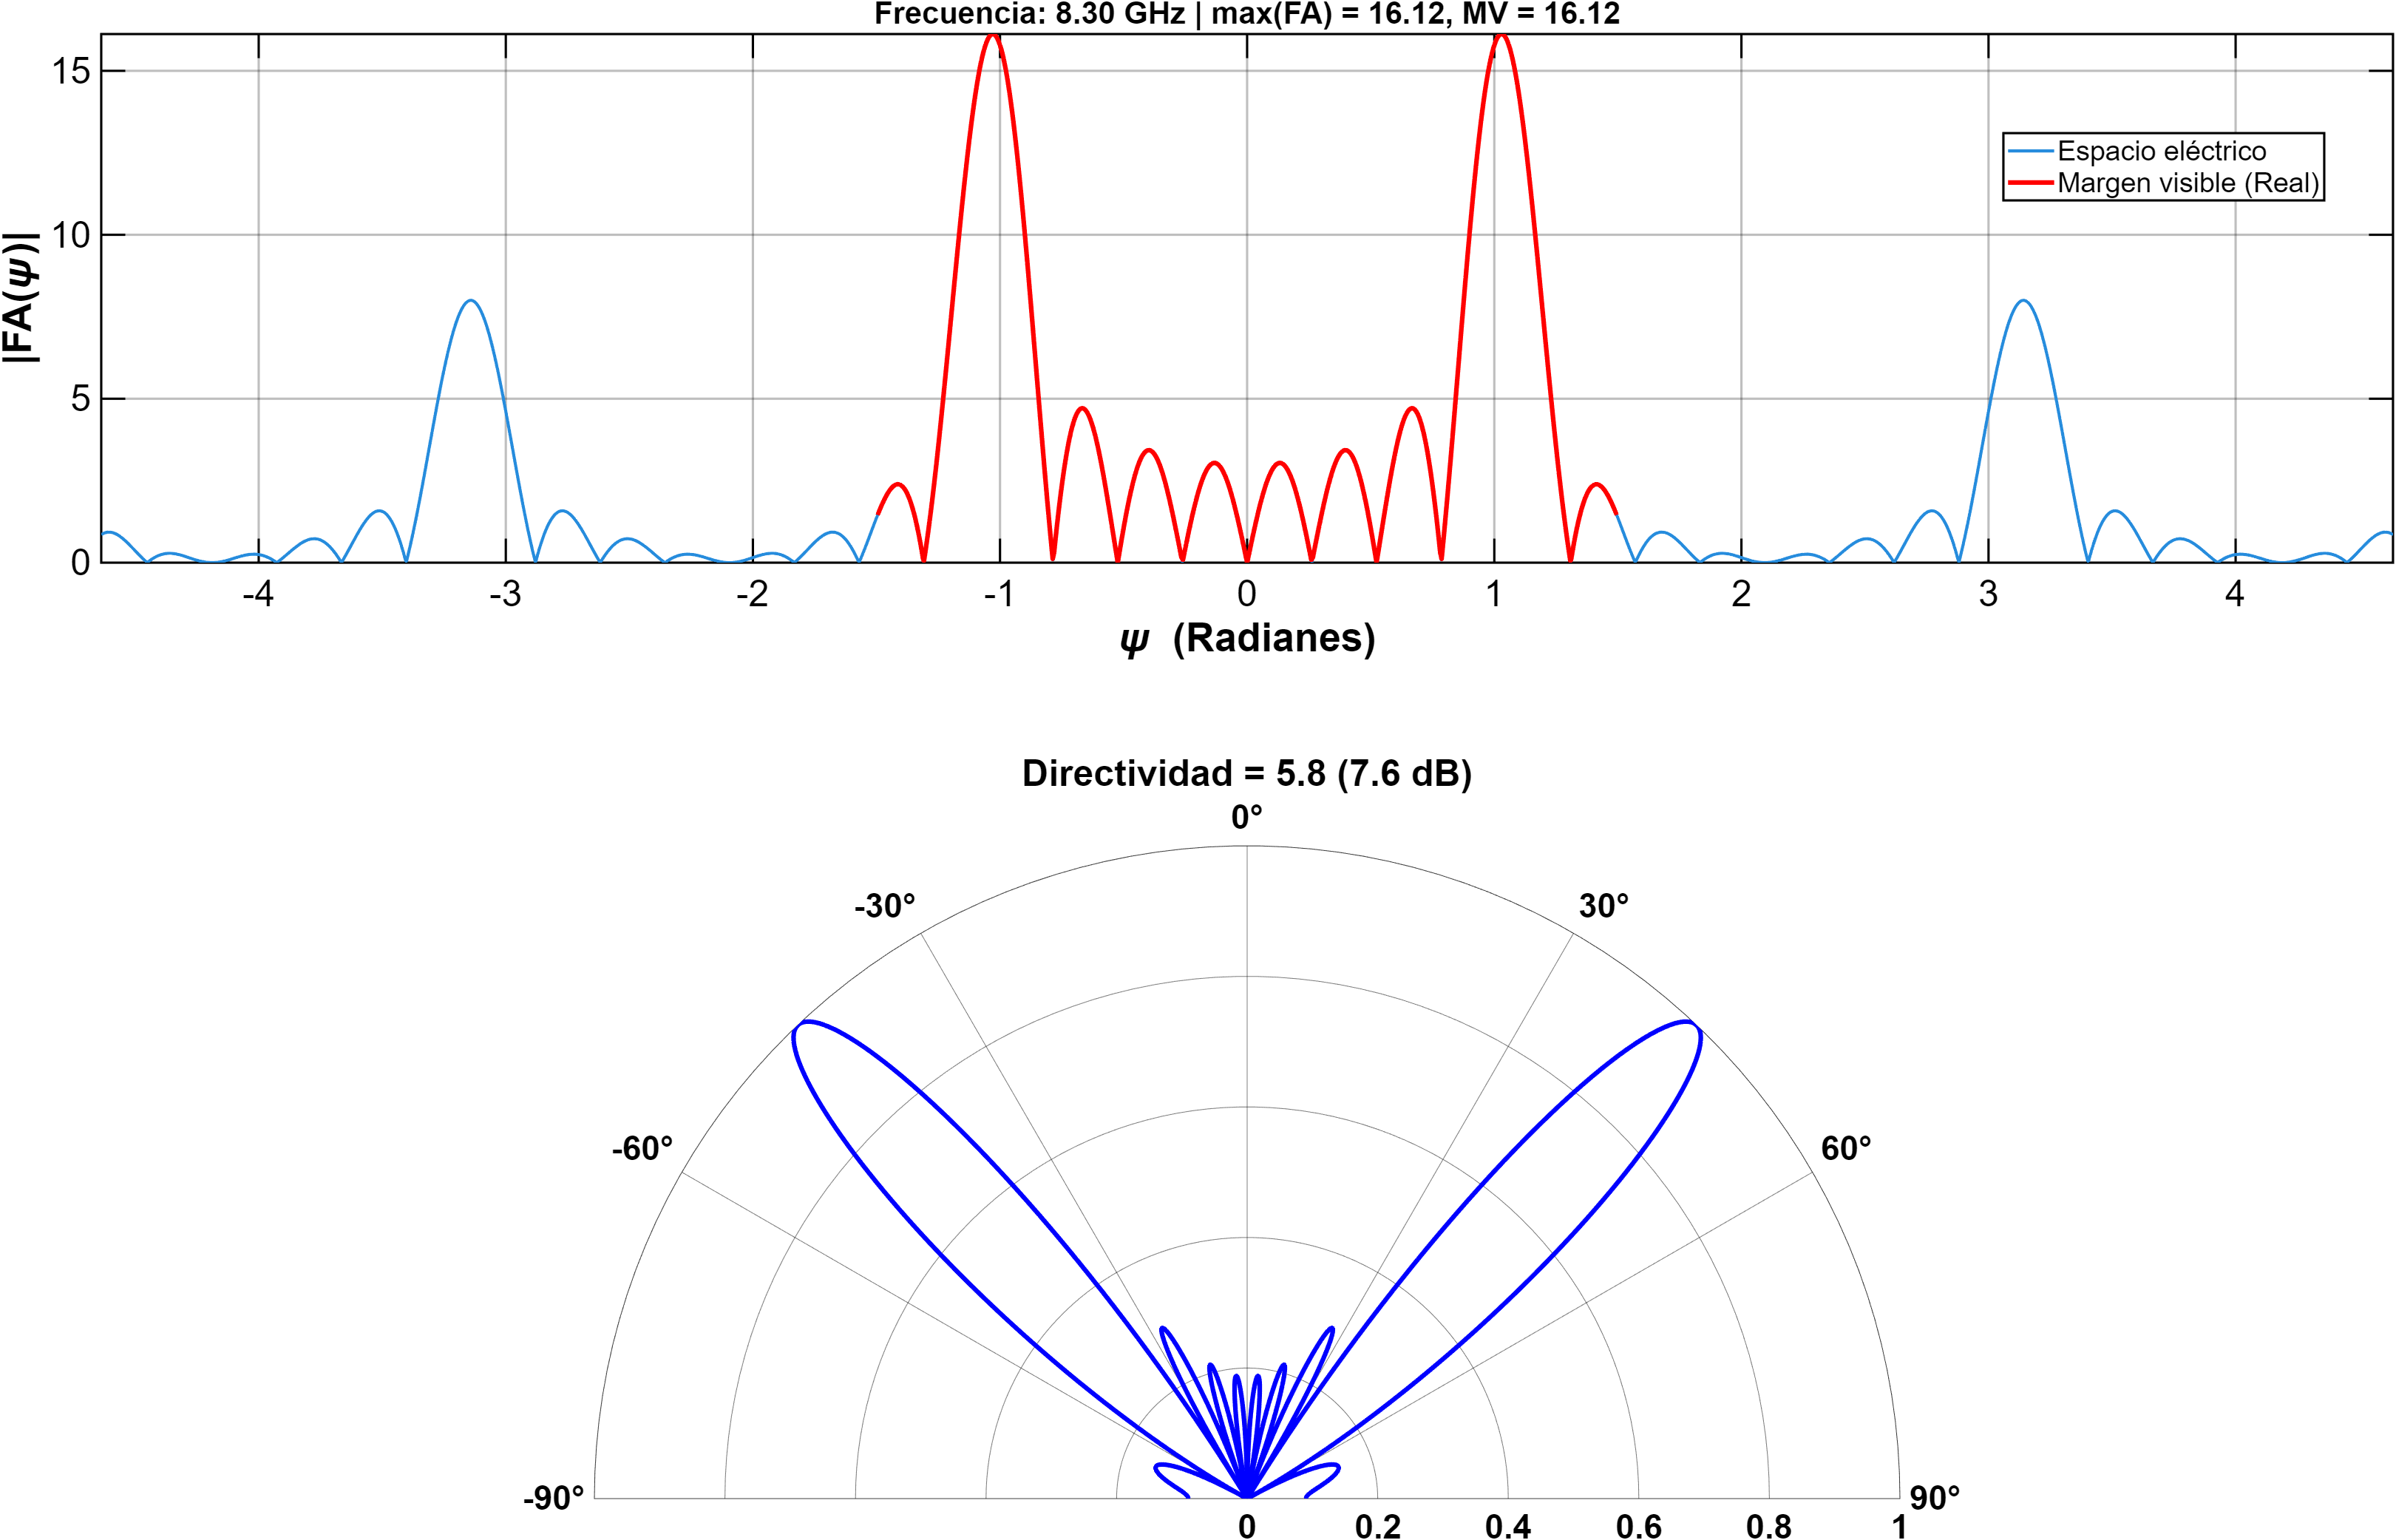 Frecuencia: 8.30 GHz | max(FA) = 16.12, MV = 16.12
15
10
5
0
|FA(ψ)|
Espacio eléctrico
Margen visible (Real)
-4 -3 -2 -1 0 1 2 3 4
ψ (Radianes)
Directividad = 5.8 (7.6 dB)
0°
-30° 30°
-60° 60°
-90° 90°
0 0.2 0.4 0.6 0.8 1